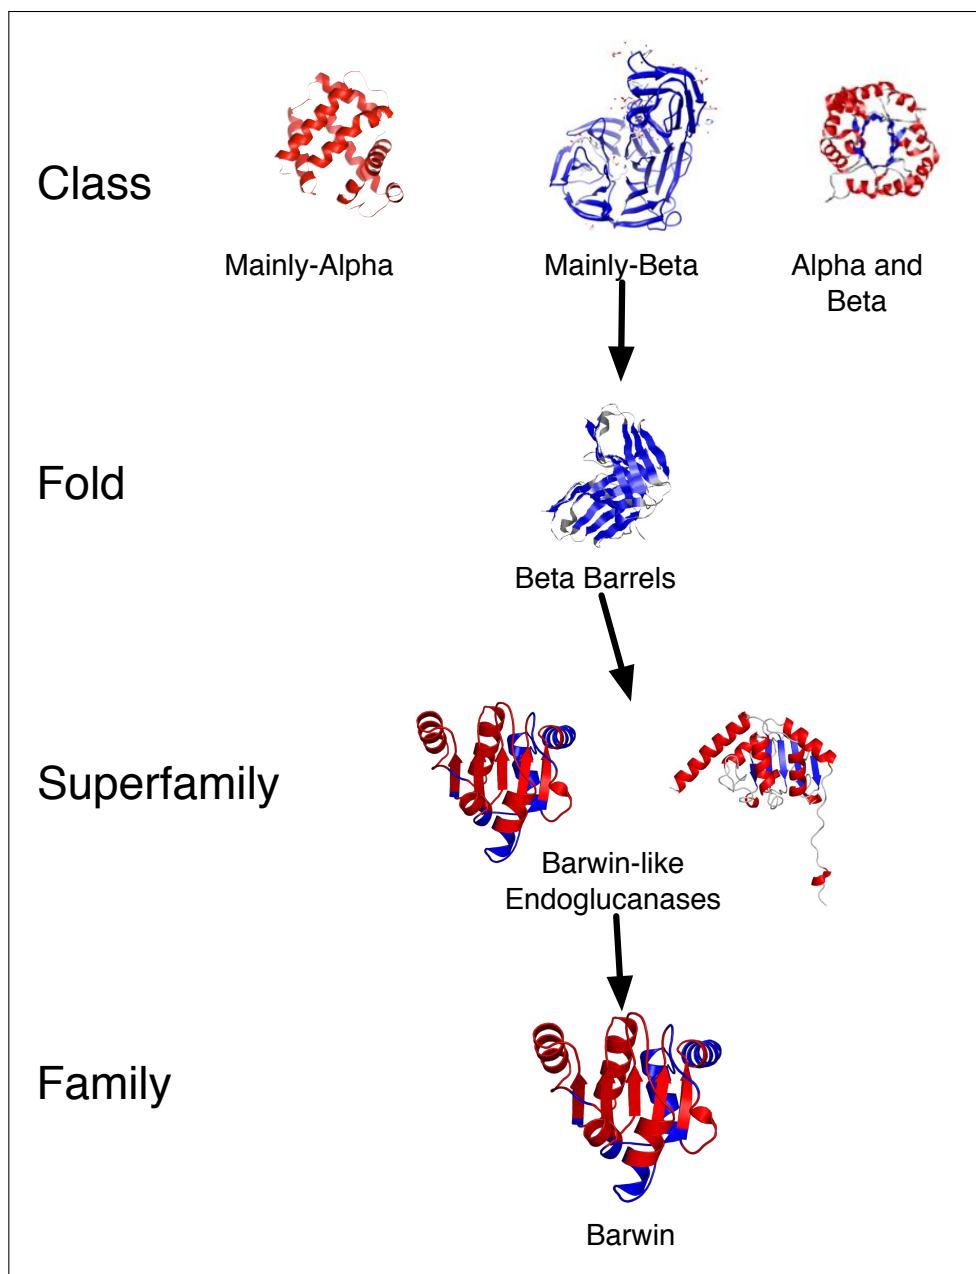 Class
Mainly-Alpha
Mainly-Beta
Alpha and
Beta
Fold
Beta Barrels
Superfamily
Barwin-like
Endoglucanases
Family
Barwin